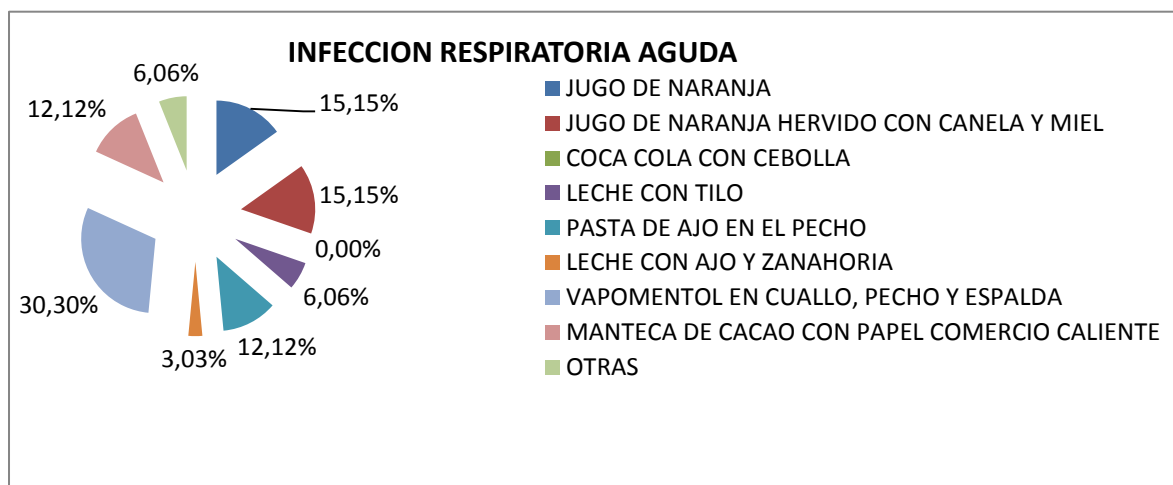 INFECCION RESPIRATORIA AGUDA
6,06%
15,15%
12,12%
15,15%
0,00%
30,30%
6,06%
12,12%
3,03%
JUGO DE NARANJA
JUGO DE NARANJA HERVIDO CON CANELA Y MIEL
COCA COLA CON CEBOLLA
LECHE CON TILO
PASTA DE AJO EN EL PECHO
LECHE CON AJO Y ZANAHORIA
VAPOMENTOL EN CUALLO, PECHO Y ESPALDA
MANTECA DE CACAO CON PAPEL COMERCIO CALIENTE
OTRAS